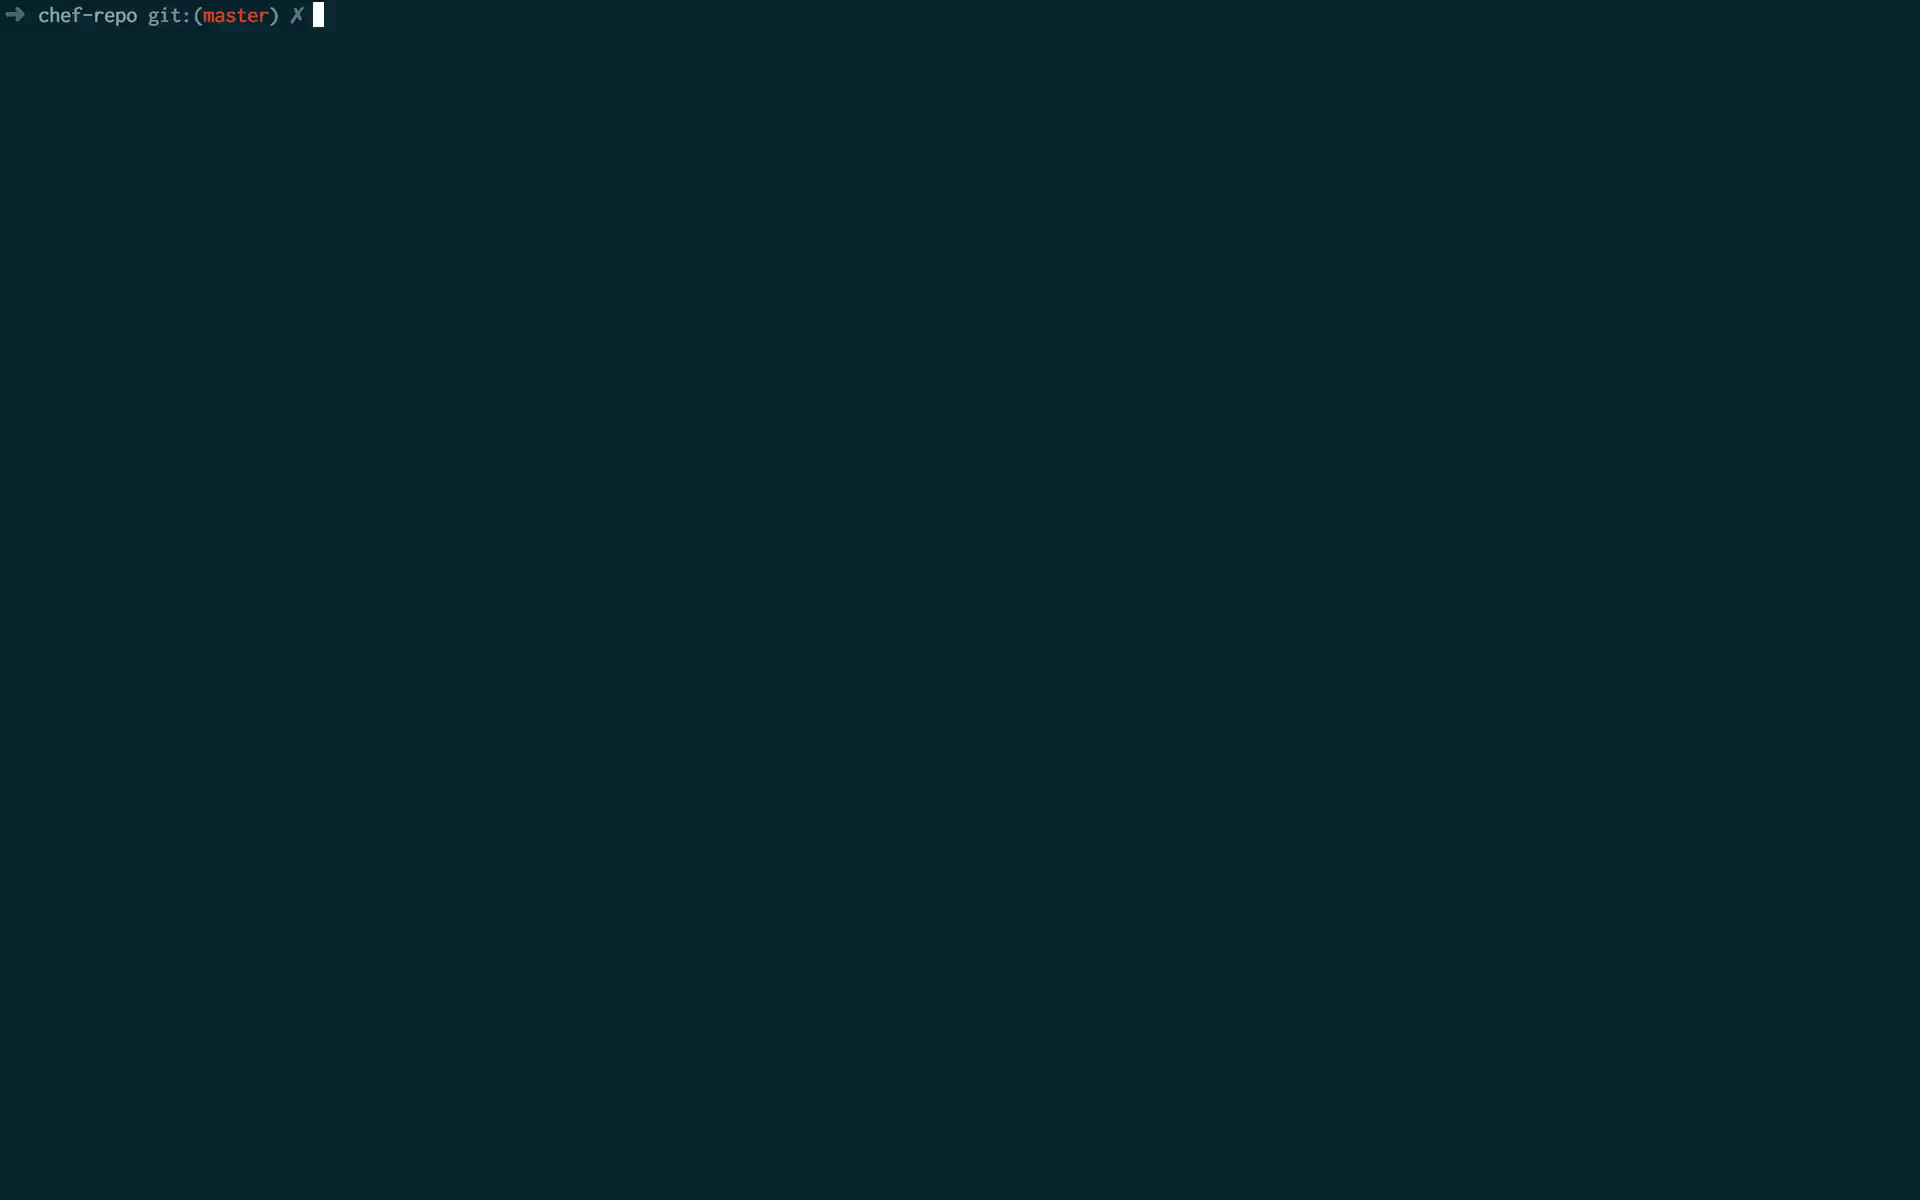 ➜ chef-repo git:(master) ✗